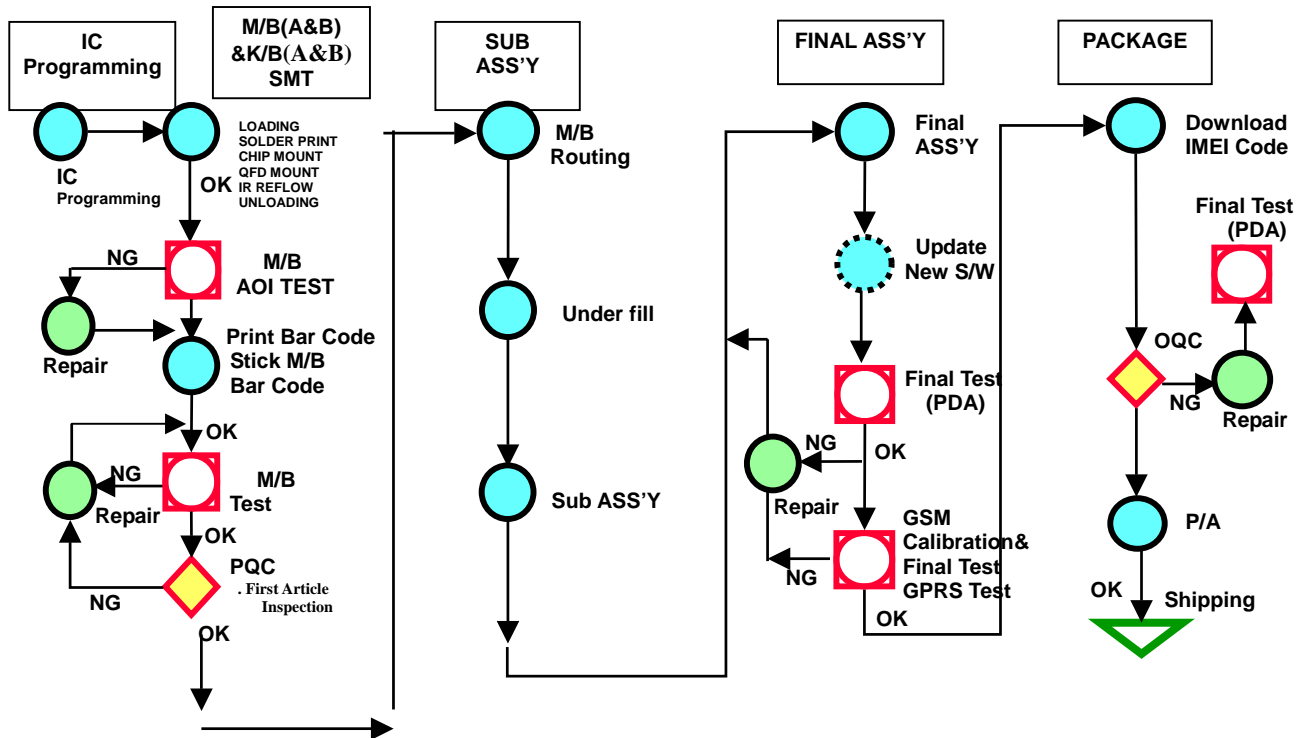 IC
Programming
M/B(A&B)
&K/B(A&B)
SMT
SUB
ASS'Y
FINAL ASS'Y
PACKAGE
IC
Programming
LOADING
SOLDER PRINT
CHIP MOUNT
QFD MOUNT
IR REFLOW
UNLOADING
OK
NG
M/B
AOI TEST
Repair
Print Bar Code
Stick M/B
Bar Code
OK
NG
M/B
Test
Repair
OK
PQC
. First Article
Inspection
NG
OK
M/B
Routing
Under fill
Sub ASS'Y
Final
ASS'Y
Update
New S/W
Final Test
(PDA)
NG
OK
Repair
GSM
Calibration&
Final Test
GPRS Test
NG
OK
Download
IMEI Code
Final Test
(PDA)
OQC
NG
Repair
P/A
OK
Shipping